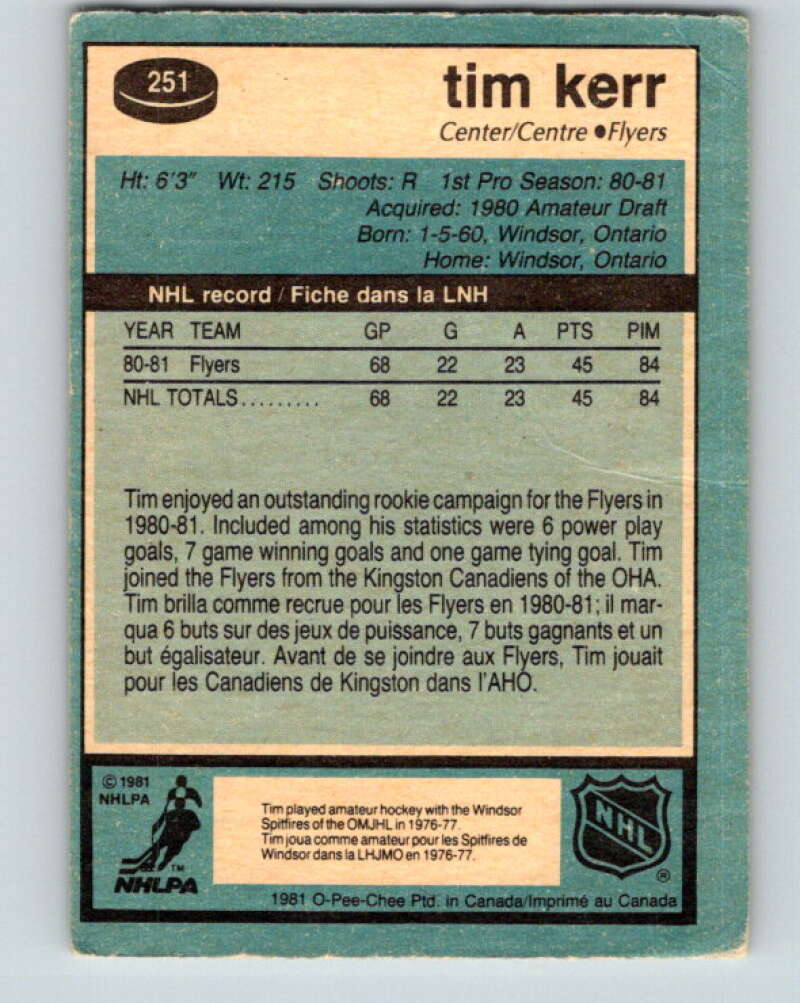 251
tim kerr
Center/Centre •Flyers
Ht: 6'3" Wt: 215 Shoots: R 1st Pro Season: 80-81
Acquired: 1980 Amateur Draft
Born: 1-5-60, Windsor, Ontario
Home: Windsor, Ontario
NHL record / Fiche dans la LNH
YEAR TEAM GP G A PTS PIM
80-81 Flyers 68 22 23 45 84
NHL TOTALS......... 68 22 23 45 84
Tim enjoyed an outstanding rookie campaign for the Flyers in
1980-81. Included among his statistics were 6 power play
goals, 7 game winning goals and one game tying goal. Tim
joined the Flyers from the Kingston Canadiens of the OHA.
Tim brilla comme recrue pour les Flyers en 1980-81; il mar-
qua 6 buts sur des jeux de puissance, 7 buts gagnants et un
but égalisateur. Avant de se joindre aux Flyers, Tim jouait
pour les Canadiens de Kingston dans l'AHO.
© 1981
NHLPA
TM
NHLPA
Tim played amateur hockey with the Windsor
Spitfires of the OMJHL in 1976-77.
Tim joua comme amateur pour les Spitfires de
Windsor dans la LHJMO en 1976-77.
NHL
®
1981 O-Pee-Chee Ptd. in Canada/Imprimé au Canada